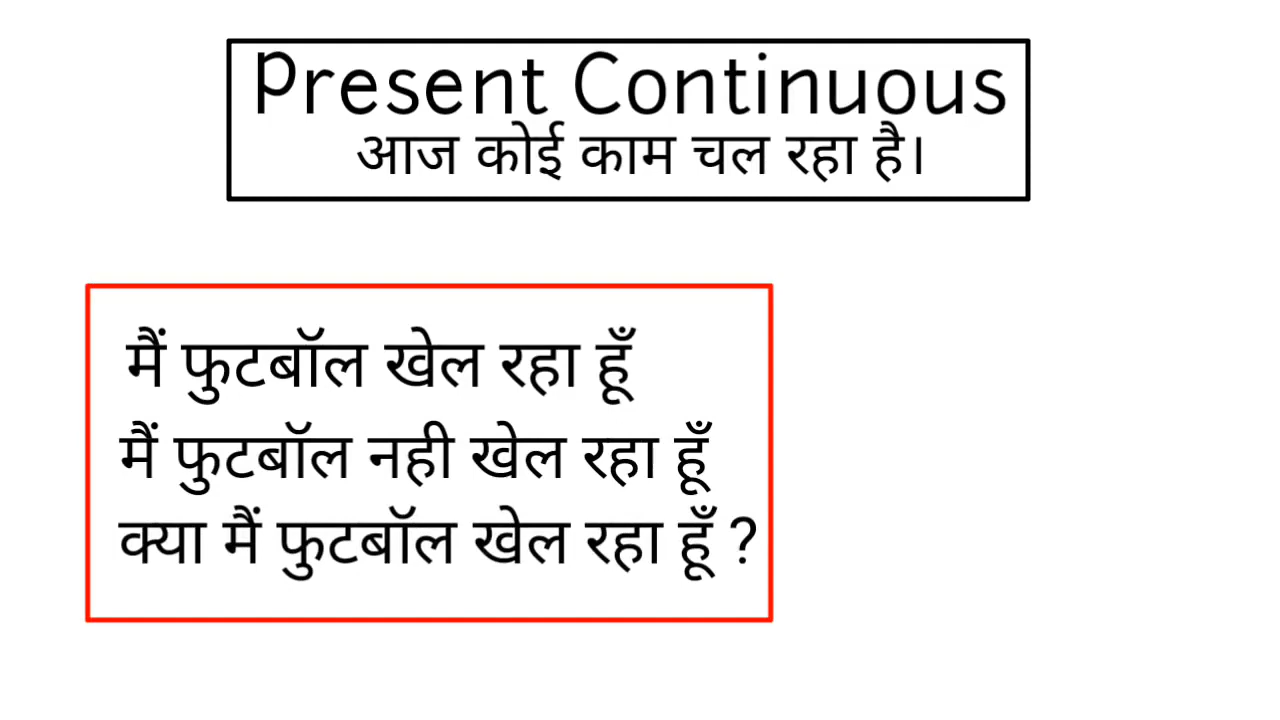 Present Continuous
आज कोई काम चल रहा है।
मैं फुटबॉल खेल रहा हूँ
मैं फुटबॉल नही खेल रहा हूँ
क्या मैं फुटबॉल खेल रहा हूँ ?